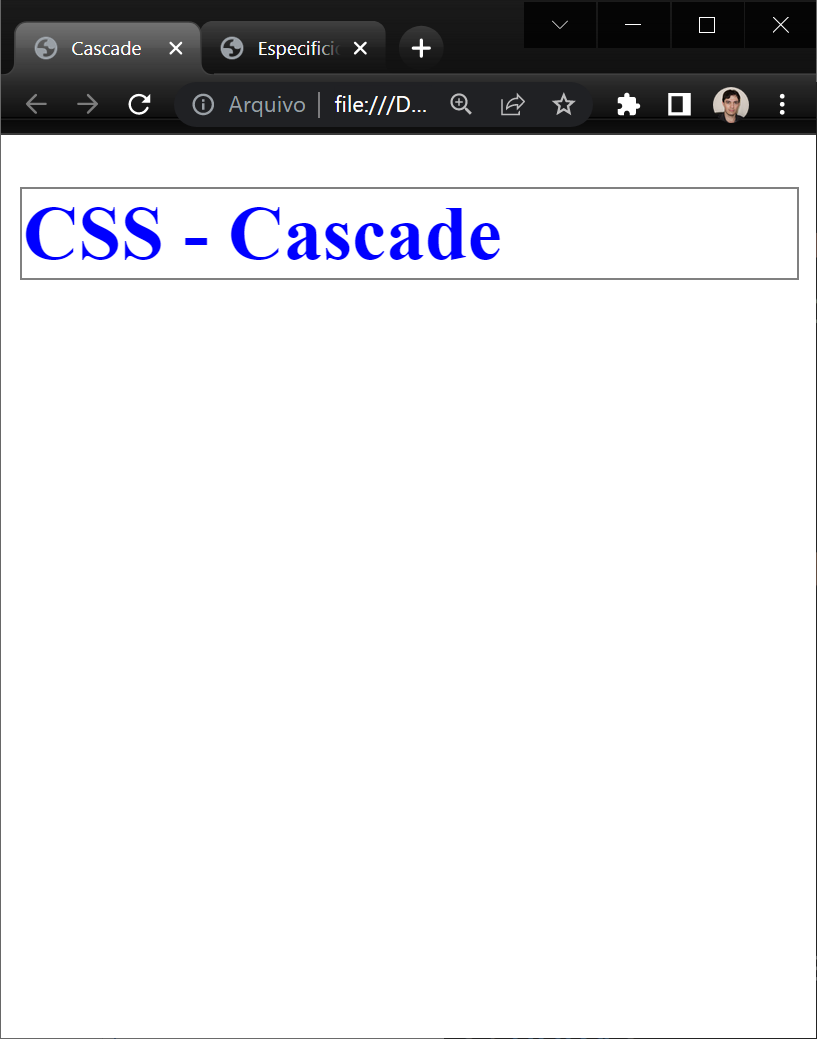 Cascade
Especifici
Arquivo
file:///D...
CSS - Cascade